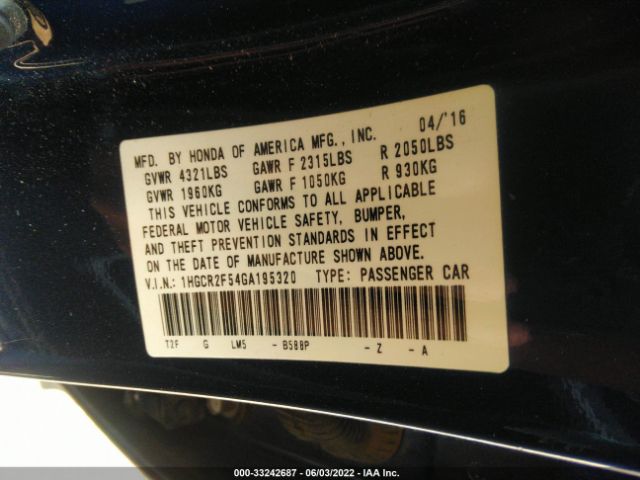 MFD. BY HONDA OF AMERICA MFG., INC. 04/'16
GVWR 4321LBS GAWR F 2315LBS R 2050LBS
GVWR 1960KG GAWR F 1050KG R 930KG
THIS VEHICLE CONFORMS TO ALL APPLICABLE
FEDERAL MOTOR VEHICLE SAFETY, BUMPER,
AND THEFT PREVENTION STANDARDS IN EFFECT
ON THE DATE OF MANUFACTURE SHOWN ABOVE.
V.I.N.: 1HGCR2F54GA195320 TYPE: PASSENGER CAR
T2F G LM5 -B588P -Z -A
000-33242687 - 06/03/2022 - IAA Inc.